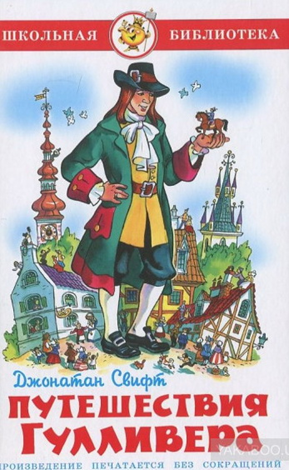 ШКОЛЬНАЯ БИБЛИОТЕКА
Джонатан Свифт
ПУТЕШЕСТВИЯ
ГУЛЛИВЕРА
ПРОИЗВЕДЕНИЕ ПЕЧАТАЕТСЯ БЕЗ СОКРАЩЕНИЙ